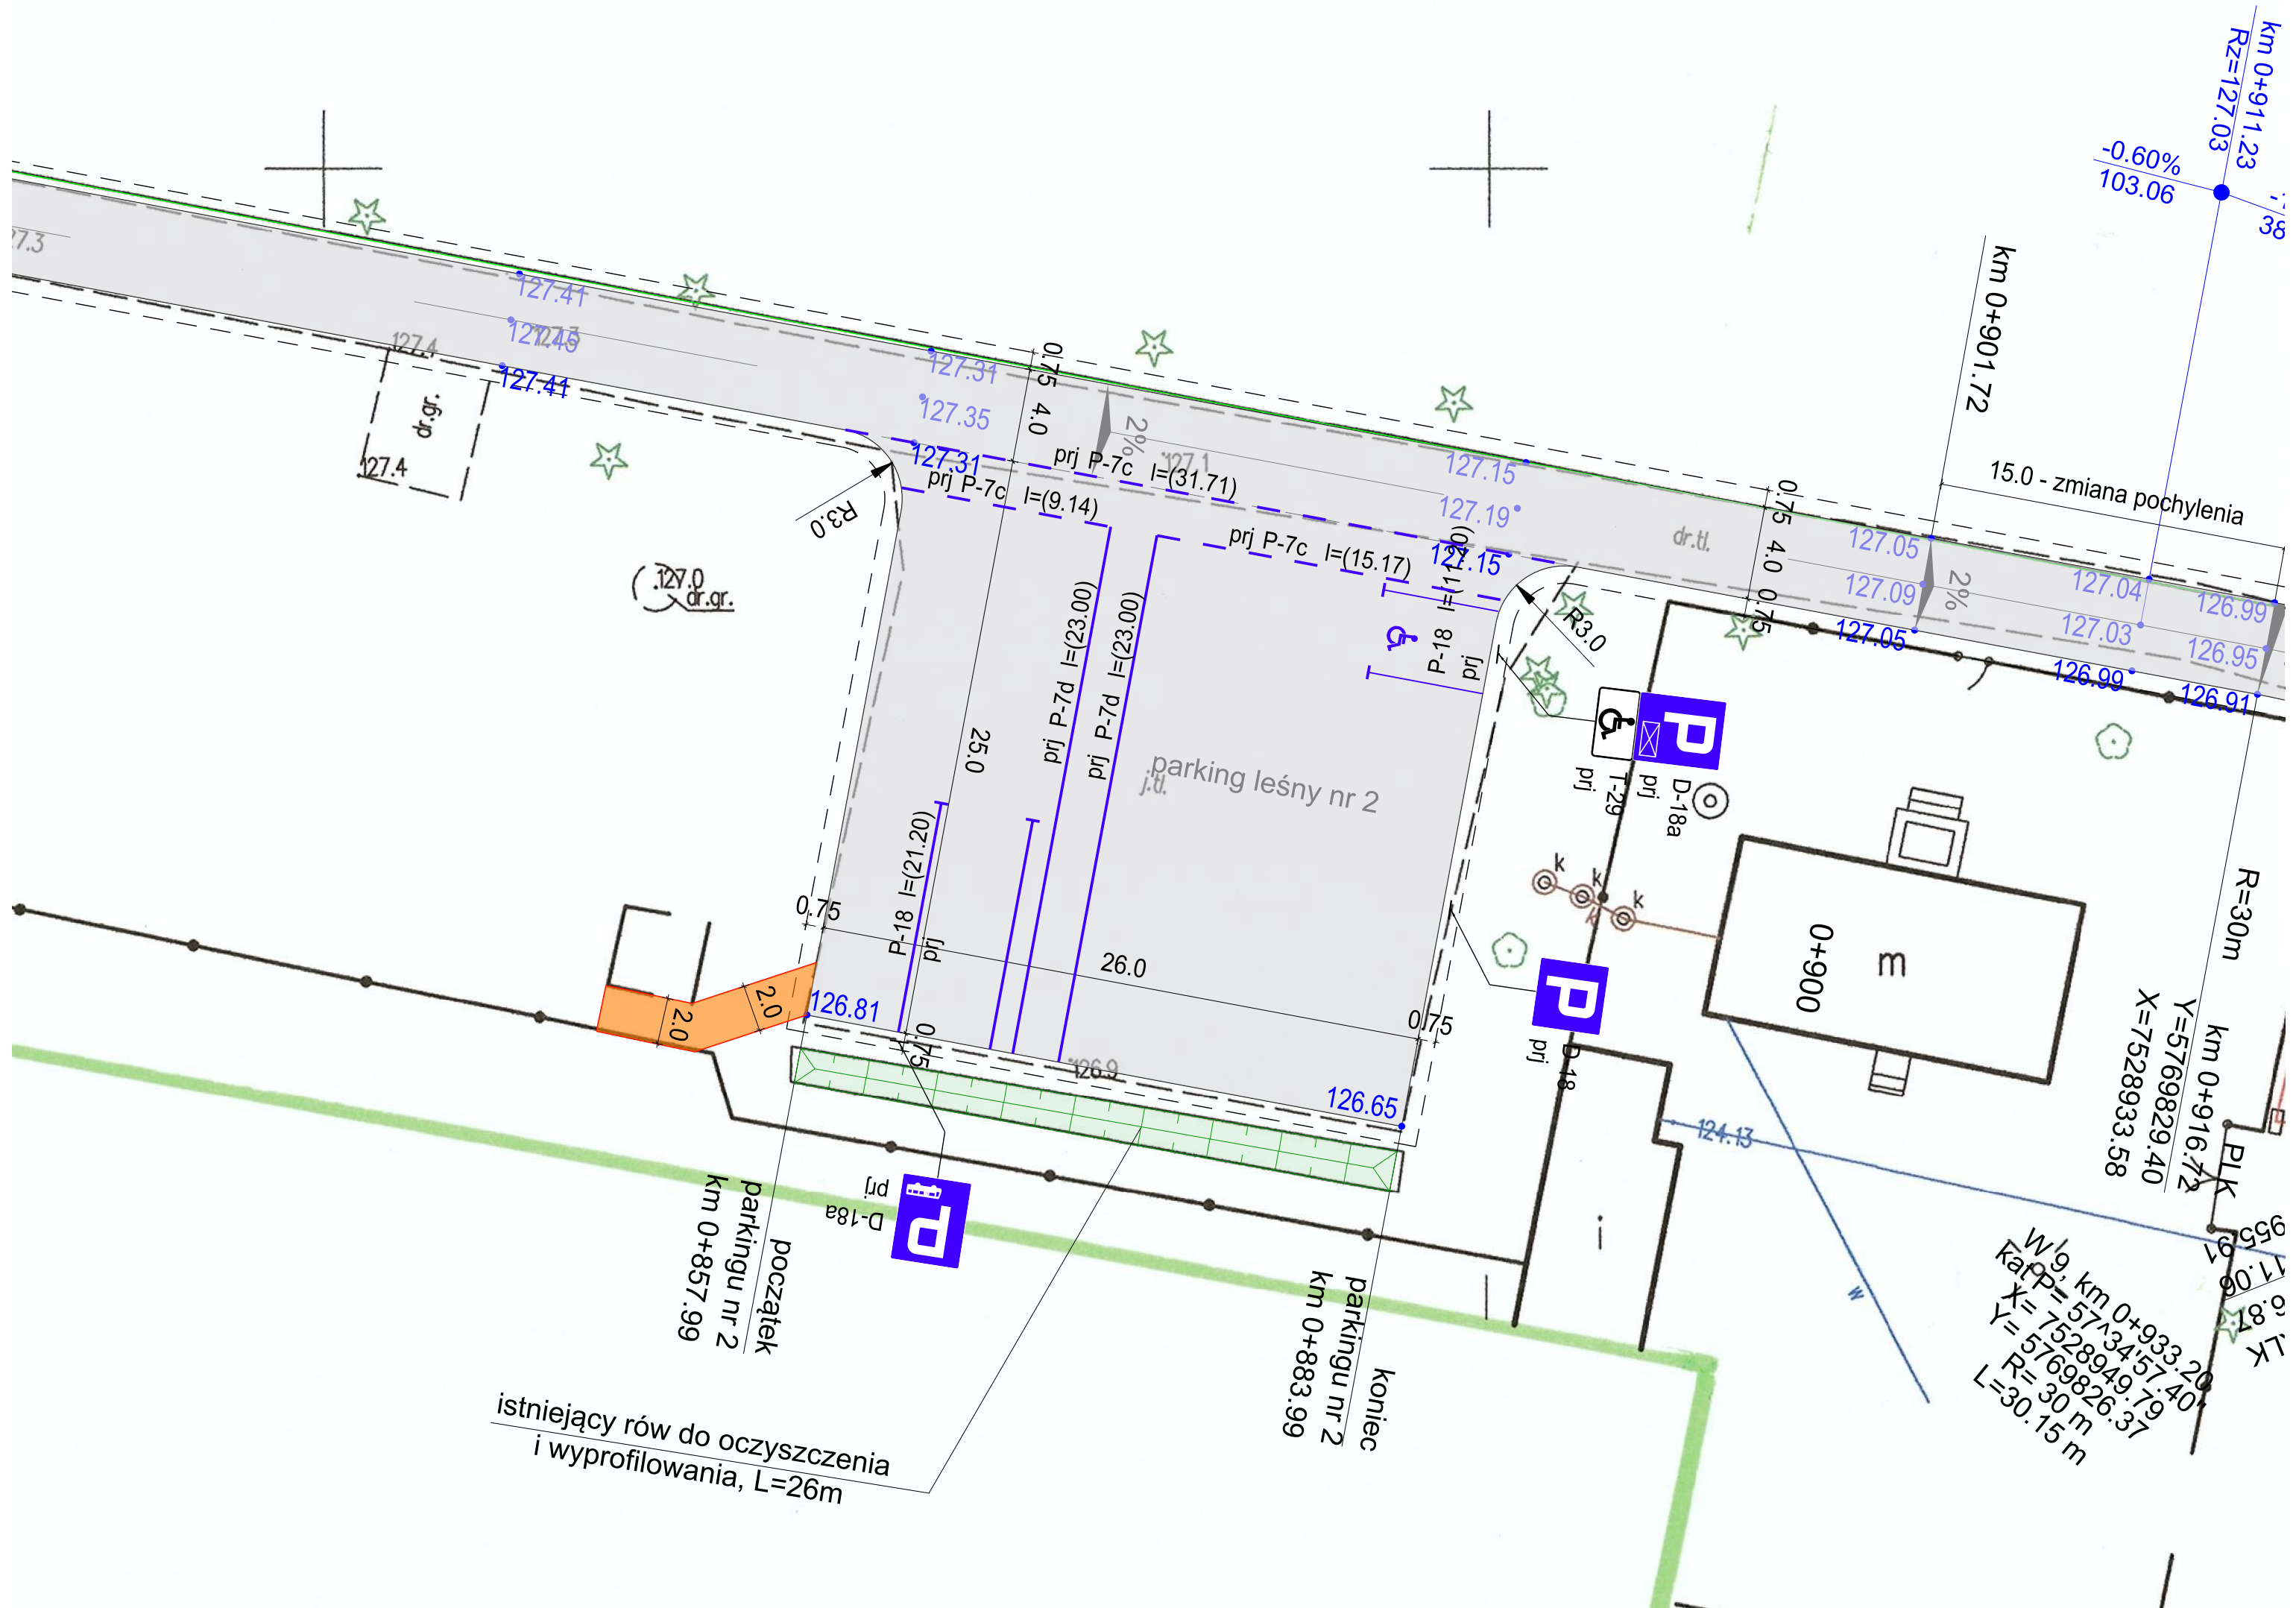 km 0+911.23
Rz=127.03
-0.60%
103.06
38
km 0+901.72
15.0 - zmiana pochylenia
27.3
127.41
127.41
127.4
dr.gr.
127.4
127.31
127.35
127.31
0.75
4.0
2%
127.1
prj P-7c l=(31.71)
prj P-7c l=(9.14)
prj P-7c l=(15.17)
R3.0
127.15
127.19
127.15
dr.tl.
0.75
4.0
0.75
127.05
127.09
127.05
2%
127.04
127.03
126.99
126.99
126.95
126.91
127.0
dr.gr.
prj P-7d l=(23.00)
prj P-7d l=(23.00)
P-18
prj
R3.0
25.0
parking leśny nr 2
j.tl.
P
T-29
prj
D-18a
prj
P-18 l=(21.20)
prj
0.75
26.0
0.75
0.75
126.81
126.9
126.65
2.0
2.0
k
k
k
k
m
0+900
R=30m
P
D-18
prj
km 0+916.72
Y=5769829.40
X=7528933.58
PLK
124.13
i
w
P
prj
D-18a
początek
parkingu nr 2
km 0+857.99
koniec
parkingu nr 2
km 0+883.99
istniejący rów do oczyszczenia
i wyprofilowania, L=26m
W 9, km 0+933.20
X= 7528949.79
Y= 5769826.37
R= 30 m
L=30.15 m